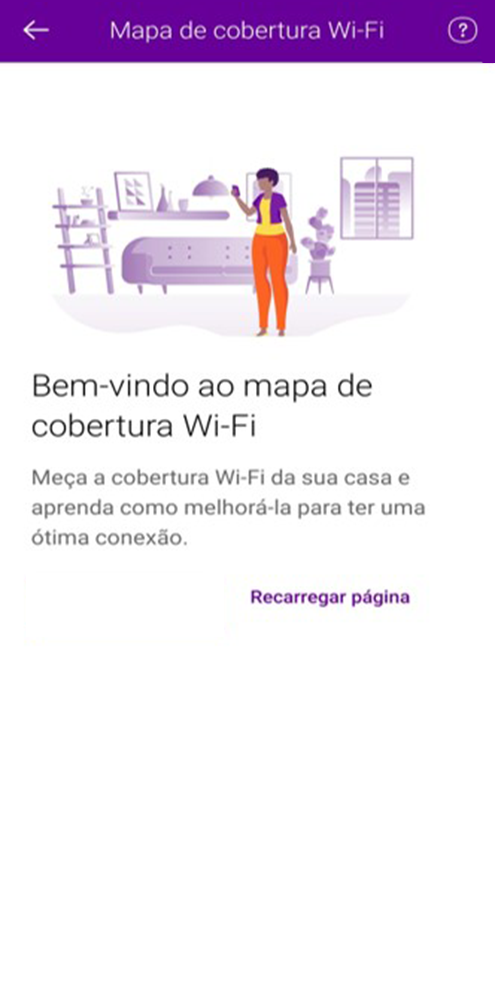 Mapa de cobertura Wi-Fi
?
Bem-vindo ao mapa de
cobertura Wi-Fi
Meça a cobertura Wi-Fi da sua casa e
aprenda como melhorá-la para ter uma
ótima conexão.
Recarregar página